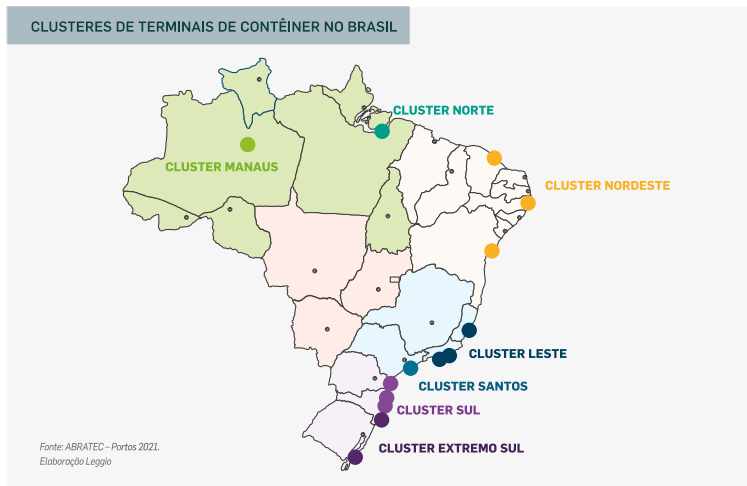 CLUSTERES DE TERMINAIS DE CONTÊINER NO BRASIL
CLUSTER NORTE
CLUSTER MANAUS
CLUSTER NORDESTE
CLUSTER LESTE
CLUSTER SANTOS
CLUSTER SUL
CLUSTER EXTREMO SUL
Fonte: ABRATEC – Portos 2021.
Elaboração Leggio